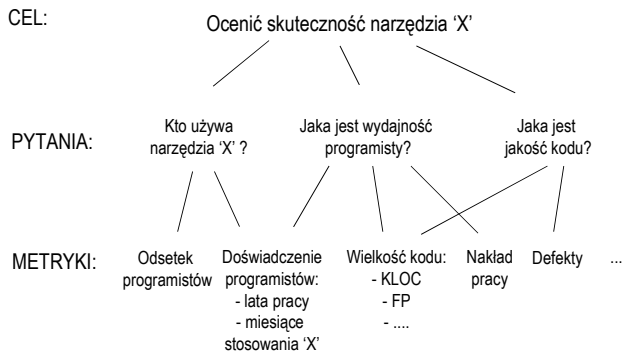 CEL:
Ocenić skuteczność narzędzia ‘X’
PYTANIA:
Kto używa
narzędzia ‘X’ ?
Jaka jest wydajność
programisty?
Jaka jest
jakość kodu?
METRYKI:
Odsetek
programistów
Doświadczenie
programistów:
- lata pracy
- miesiące
stosowania ‘X’
Wielkość kodu:
- KLOC
- FP
- ....
Nakład
pracy
Defekty
...